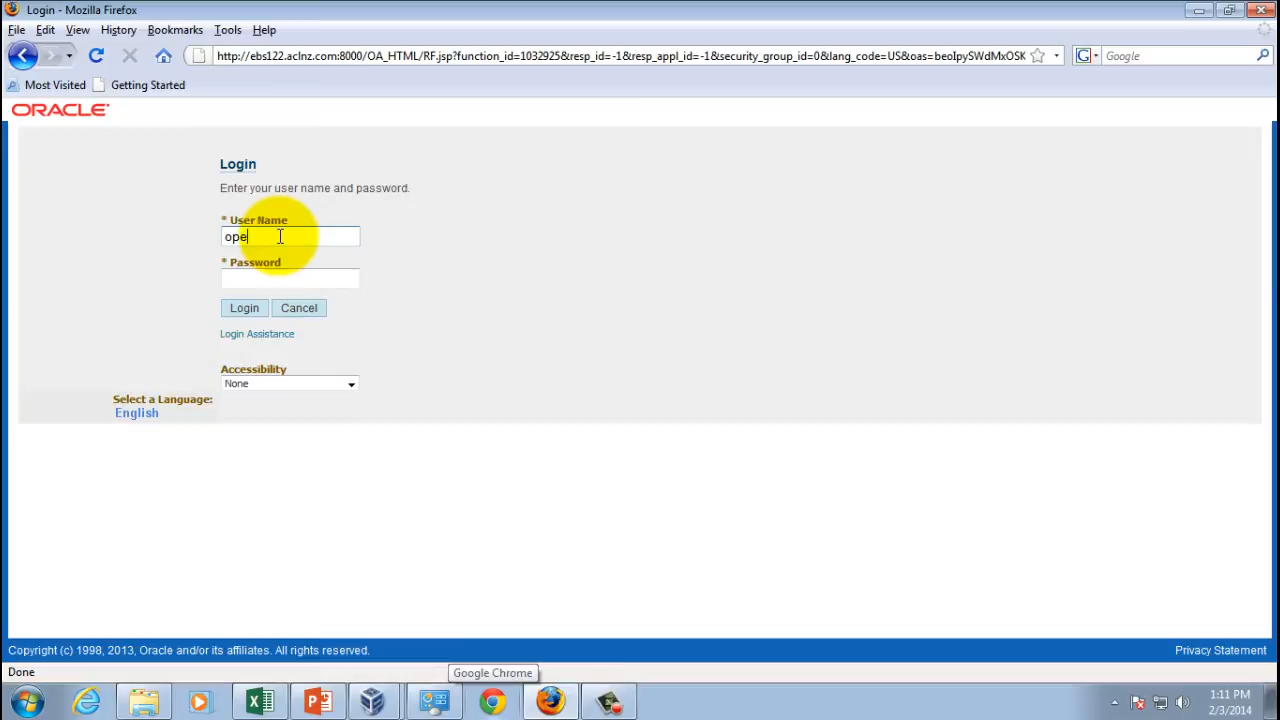 Login - Mozilla Firefox
File Edit View History Bookmarks Tools Help
http://ebs122.aclnz.com:8000/OA_HTML/RF.jsp?function_id=1032925&resp_id=-1&resp_appl_id=-1&security_group_id=0&lang_code=US&oas=beoIpySWdMxOSK
Google
Most Visited Getting Started
ORACLE
Login
Enter your user name and password.
* User Name
ope
* Password
Login Cancel
Login Assistance
Accessibility
None
Select a Language:
English
Copyright (c) 1998, 2013, Oracle and/or its affiliates. All rights reserved. Privacy Statement
Done
Google Chrome
1:11 PM
2/3/2014